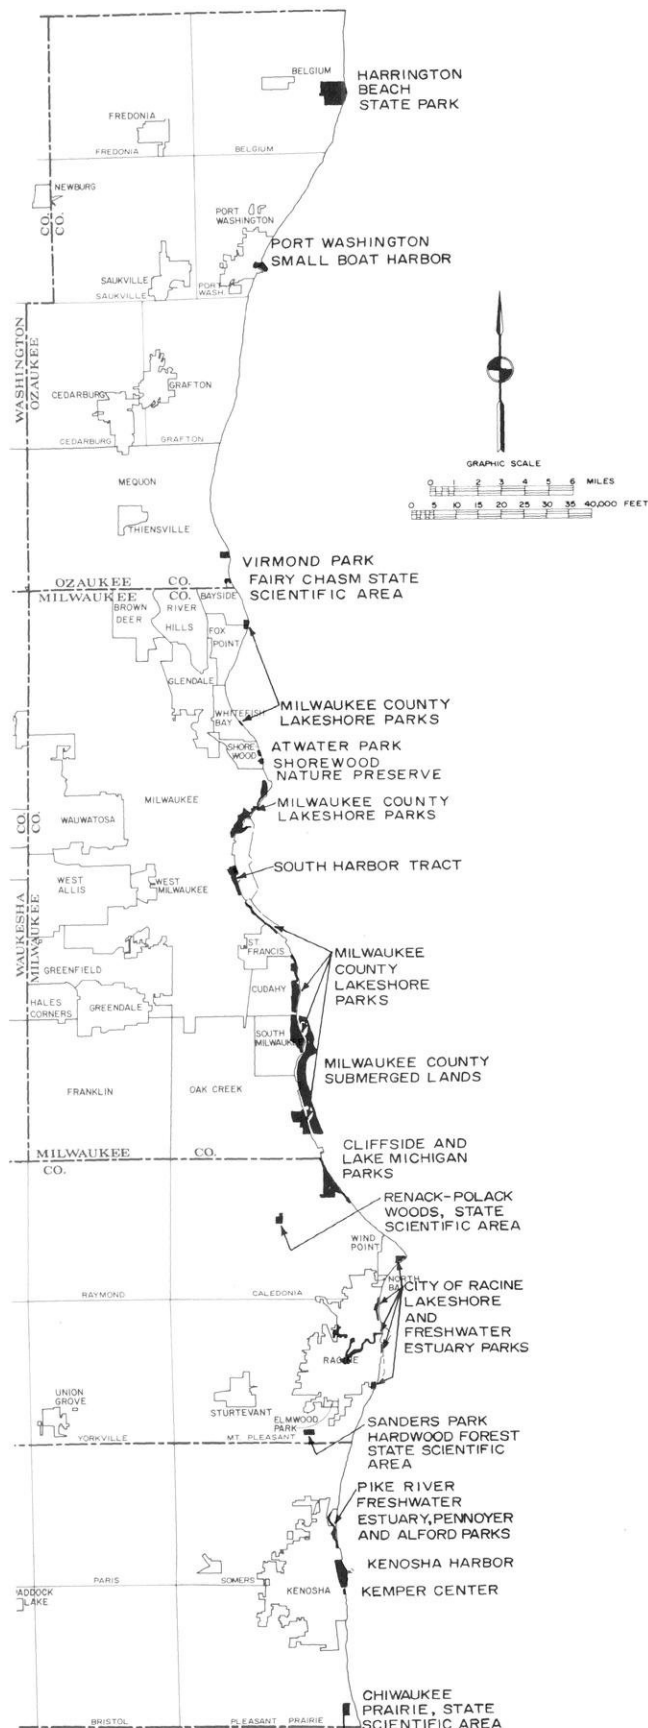 BELGIUM
HARRINGTON
BEACH
STATE PARK
FREDONIA
FREDONIA
BELGIUM
NEWBURG
CO.
CO.
PORT
WASHINGTON
PORT WASHINGTON
SMALL BOAT HARBOR
SAUKVILLE
SAUKVILLE
PORT
WASH.
WASHINGTON
OZAUKEE
GRAFTON
CEDARBURG
CEDARBURG
GRAFTON
GRAPHIC SCALE
0 1 2 3 4 5 6 MILES
0 5 10 15 20 25 30 35 40,000 FEET
MEQUON
THIENSVILLE
VIRMOND PARK
FAIRY CHASM STATE
SCIENTIFIC AREA
OZAUKEE CO.
MILWAUKEE CO.
BAYSIDE
BROWN
DEER
RIVER
HILLS
FOX
POINT
GLENDALE
MILWAUKEE COUNTY
LAKESHORE PARKS
WHITEFISH
BAY
SHORE
WOOD
ATWATER PARK
SHOREWOOD
NATURE PRESERVE
MILWAUKEE
MILWAUKEE COUNTY
LAKESHORE PARKS
CO.
CO.
WAUWATOSA
SOUTH HARBOR TRACT
WEST
ALLIS
WEST
MILWAUKEE
WAUKESHA
MILWAUKEE
ST.
FRANCIS
MILWAUKEE
COUNTY
LAKESHORE
PARKS
GREENFIELD
CUDAHY
HALES
CORNERS
GREENDALE
SOUTH
MILWAUKEE
MILWAUKEE COUNTY
SUBMERGED LANDS
FRANKLIN
OAK CREEK
MILWAUKEE CO.
CO.
CLIFFSIDE AND
LAKE MICHIGAN
PARKS
RENACK-POLACK
WOODS, STATE
SCIENTIFIC AREA
WIND
POINT
NORTH
RAYMOND
CALEDONIA
CITY OF RACINE
LAKESHORE
AND
FRESHWATER
ESTUARY PARKS
RACINE
UNION
GROVE
STURTEVANT
ELMWOOD
PARK
YORKVILLE
MT. PLEASANT
SANDERS PARK
HARDWOOD FOREST
STATE SCIENTIFIC
AREA
PIKE RIVER
FRESHWATER
ESTUARY, PENNOYER
AND ALFORD PARKS
KENOSHA HARBOR
PARIS
SOMERS
KENOSHA
KEMPER CENTER
ADDOCK
LAKE
CHIWAUKEE
PRAIRIE, STATE
SCIENTIFIC AREA
BRISTOL
PLEASANT PRAIRIE